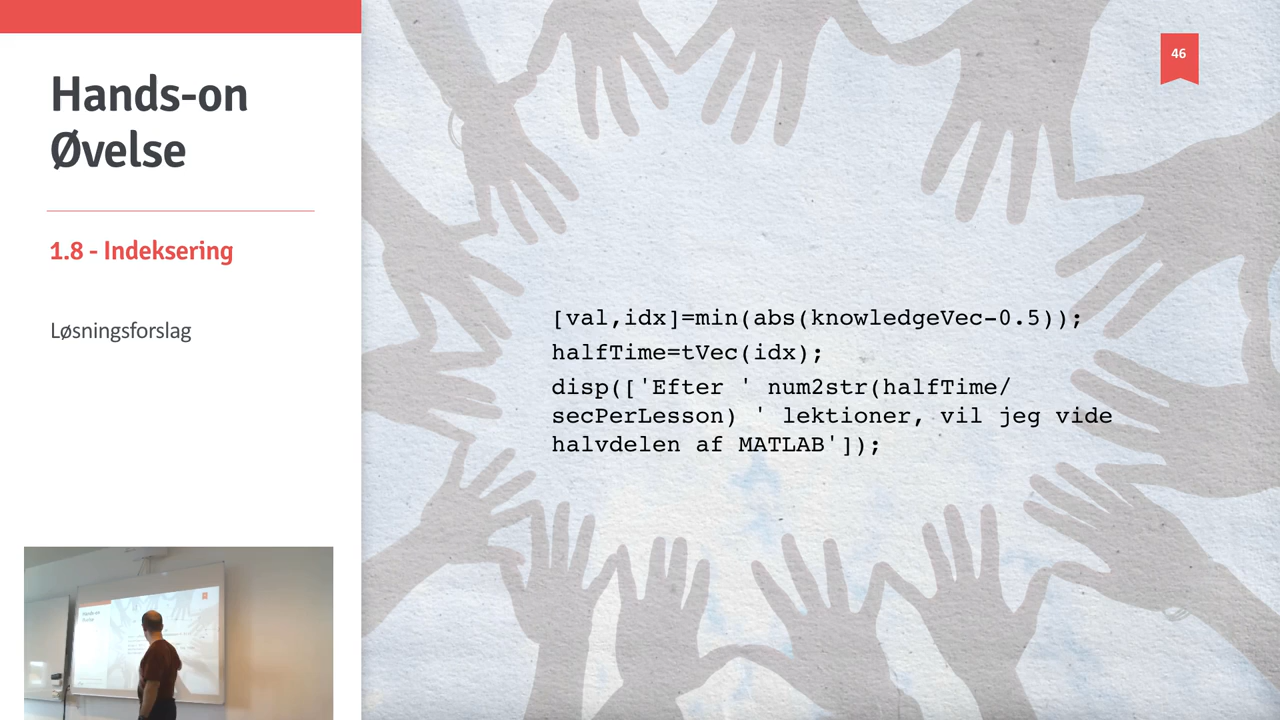 Hands-on
Øvelse
1.8 - Indeksering
Løsningsforslag
46
[val,idx]=min(abs(knowledgeVec-0.5));
halfTime=tVec(idx);
disp(['Efter ' num2str(halfTime/
secPerLesson) ' lektioner, vil jeg vide
halvdelen af MATLAB']);